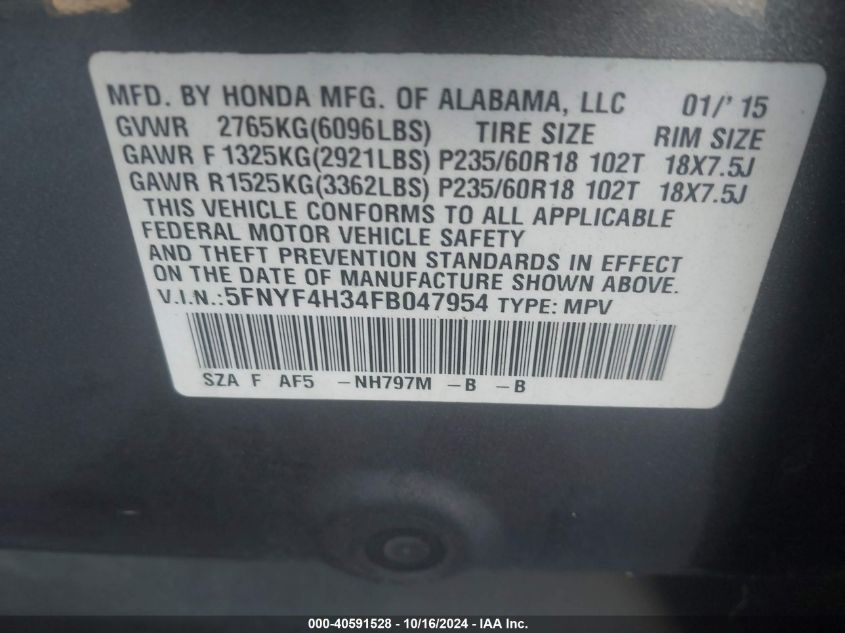 MFD. BY HONDA MFG. OF ALABAMA, LLC 01/'15
GVWR 2765KG(6096LBS) TIRE SIZE RIM SIZE
GAWR F 1325KG(2921LBS) P235/60R18 102T 18X7.5J
GAWR R1525KG(3362LBS) P235/60R18 102T 18X7.5J
THIS VEHICLE CONFORMS TO ALL APPLICABLE
FEDERAL MOTOR VEHICLE SAFETY
AND THEFT PREVENTION STANDARDS IN EFFECT
ON THE DATE OF MANUFACTURE SHOWN ABOVE.
V.I.N.:5FNYF4H34FB047954 TYPE: MPV
SZA F AF5 -NH797M -B -B
000-40591528 - 10/16/2024 - IAA Inc.